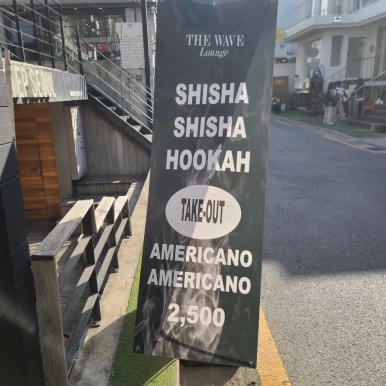 THE WAVE
Lounge
SHISHA
SHISHA
HOOKAH
TAKE-OUT
AMERICANO
AMERICANO
2,500